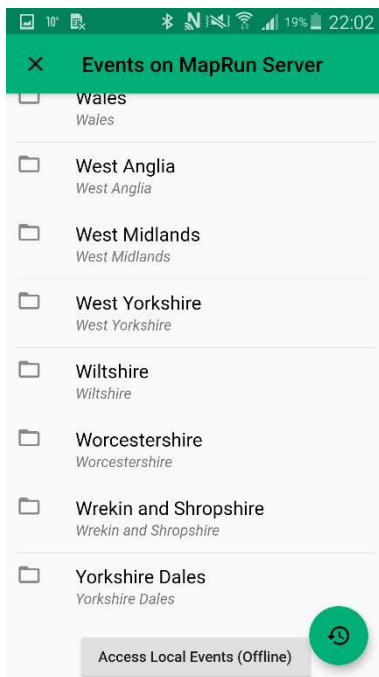 10°
19% 22:02
Events on MapRun Server
Wales
Wales
West Anglia
West Anglia
West Midlands
West Midlands
West Yorkshire
West Yorkshire
Wiltshire
Wiltshire
Worcestershire
Worcestershire
Wrekin and Shropshire
Wrekin and Shropshire
Yorkshire Dales
Yorkshire Dales
Access Local Events (Offline)